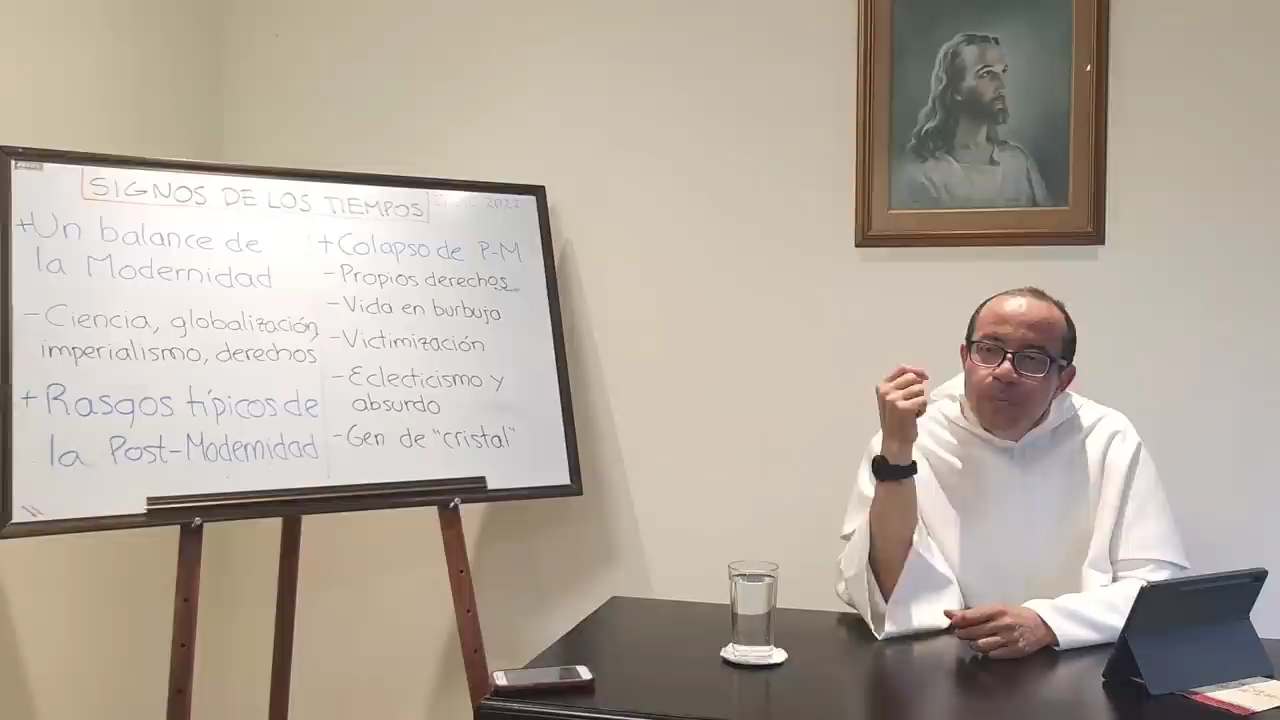 SIGNOS DE LOS TIEMPOS
2022
+Un balance de
la Modernidad
- Ciencia, globalización,
imperialismo, derechos
+ Rasgos típicos de
la Post-Modernidad
+Colapso de P-M
- Propios derechos
- Vida en burbuja
- Victimización
- Eclecticismo y
absurdo
- Gen de "cristal"